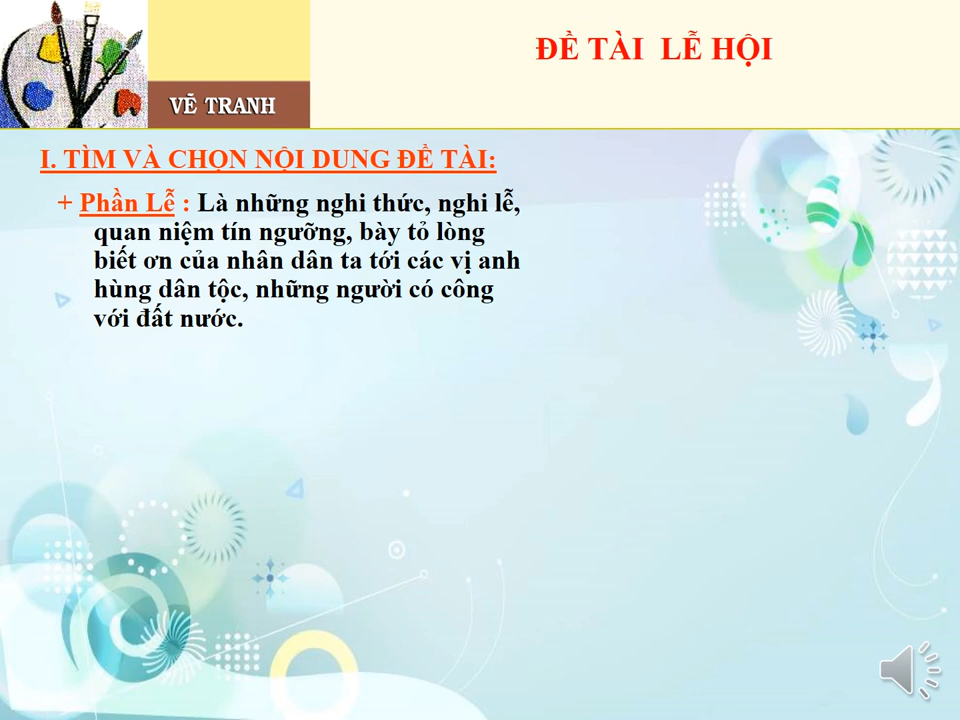 VẼ TRANH
ĐỀ TÀI LỄ HỘI
I. TÌM VÀ CHỌN NỘI DUNG ĐỀ TÀI:
+ Phần Lễ : Là những nghi thức, nghi lễ,
quan niệm tín ngưỡng, bày tỏ lòng
biết ơn của nhân dân ta tới các vị anh
hùng dân tộc, những người có công
với đất nước.